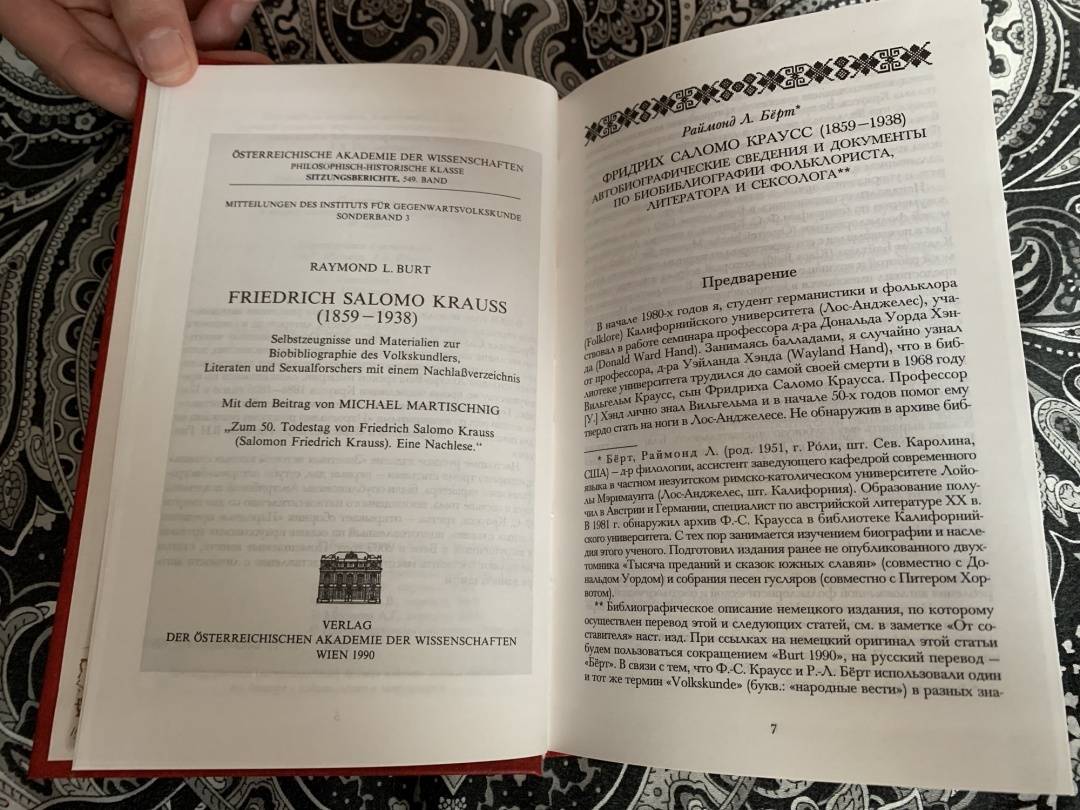 ÖSTERREICHISCHE AKADEMIE DER WISSENSCHAFTEN
PHILOSOPHISCH-HISTORISCHE KLASSE
SITZUNGSBERICHTE, 549. BAND
MITTEILUNGEN DES INSTITUTS FÜR GEGENWARTSVOLKSKUNDE
SONDERBAND 3
RAYMOND L. BURT
FRIEDRICH SALOMO KRAUSS
(1859–1938)
Selbstzeugnisse und Materialien zur
Biobibliographie des Volkskundlers,
Literaten und Sexualforschers mit einem Nachlaßverzeichnis
Mit dem Beitrag von MICHAEL MARTISCHNIG
„Zum 50. Todestag von Friedrich Salomo Krauss
(Salomon Friedrich Krauss). Eine Nachlese.“
VERLAG
DER ÖSTERREICHISCHEN AKADEMIE DER WISSENSCHAFTEN
WIEN 1990
Раймонд Л. Бёрт*
ФРИДРИХ САЛОМО КРАУСС (1859–1938)
АВТОБИОГРАФИЧЕСКИЕ СВЕДЕНИЯ И ДОКУМЕНТЫ
ПО БИОБИБЛИОГРАФИИ ФОЛЬКЛОРИСТА,
ЛИТЕРАТОРА И СЕКСОЛОГА**
Предварение
В начале 1980-х годов я, студент германистики и фольклора
(Folklore) Калифорнийского университета (Лос-Анджелес), уча-
ствовал в работе семинара профессора д-ра Дональда Уорда Хэн-
да (Donald Ward Hand). Занимаясь балладами, я случайно узнал
от профессора, д-ра Уэйланда Хэнда (Wayland Hand), что в биб-
лиотеке университета трудился до самой своей смерти в 1968 году
Вильгельм Краусс, сын Фридриха Саломо Краусса. Профессор
[У.] Хэнд лично знал Вильгельма и в начале 50-х годов помог ему
твердо стать на ноги в Лос-Анджелесе. Не обнаружив в архиве биб-
* Бёрт, Раймонд Л. (род. 1951, г. Рóли, шт. Сев. Каролина,
США) – д-р филологии, ассистент заведующего кафедрой современного
языка в частном иезуитском римско-католическом университете Лойо-
лы Мэримаунта (Лос-Анджелес, шт. Калифорния). Образование полу-
чил в Австрии и Германии, специалист по австрийской литературе XX в.
В 1981 г. обнаружил архив Ф.-С. Краусса в библиотеке Калифорний-
ского университета. С тех пор занимается изучением биографии и насле-
дия этого ученого. Подготовил издания ранее не опубликованного двух-
томника «Тысяча преданий и сказок южных славян» (совместно с До-
нальдом Уордом) и собрания песен гусляров (совместно с Питером Хор-
вотом).
** Библиографическое описание немецкого издания, по которому
осуществлен перевод этой и следующих статей, см. в заметке «От со-
ставителя» наст. изд. При ссылках на немецкий оригинал этой статьи
будем пользоваться сокращением «Burt 1990», на русский перевод –
«Бёрт». В связи с тем, что Ф.-С. Краусс и Р.-Л. Бёрт использовали один
и тот же термин «Volkskunde» (букв.: «народные вести») в разных зна-
7